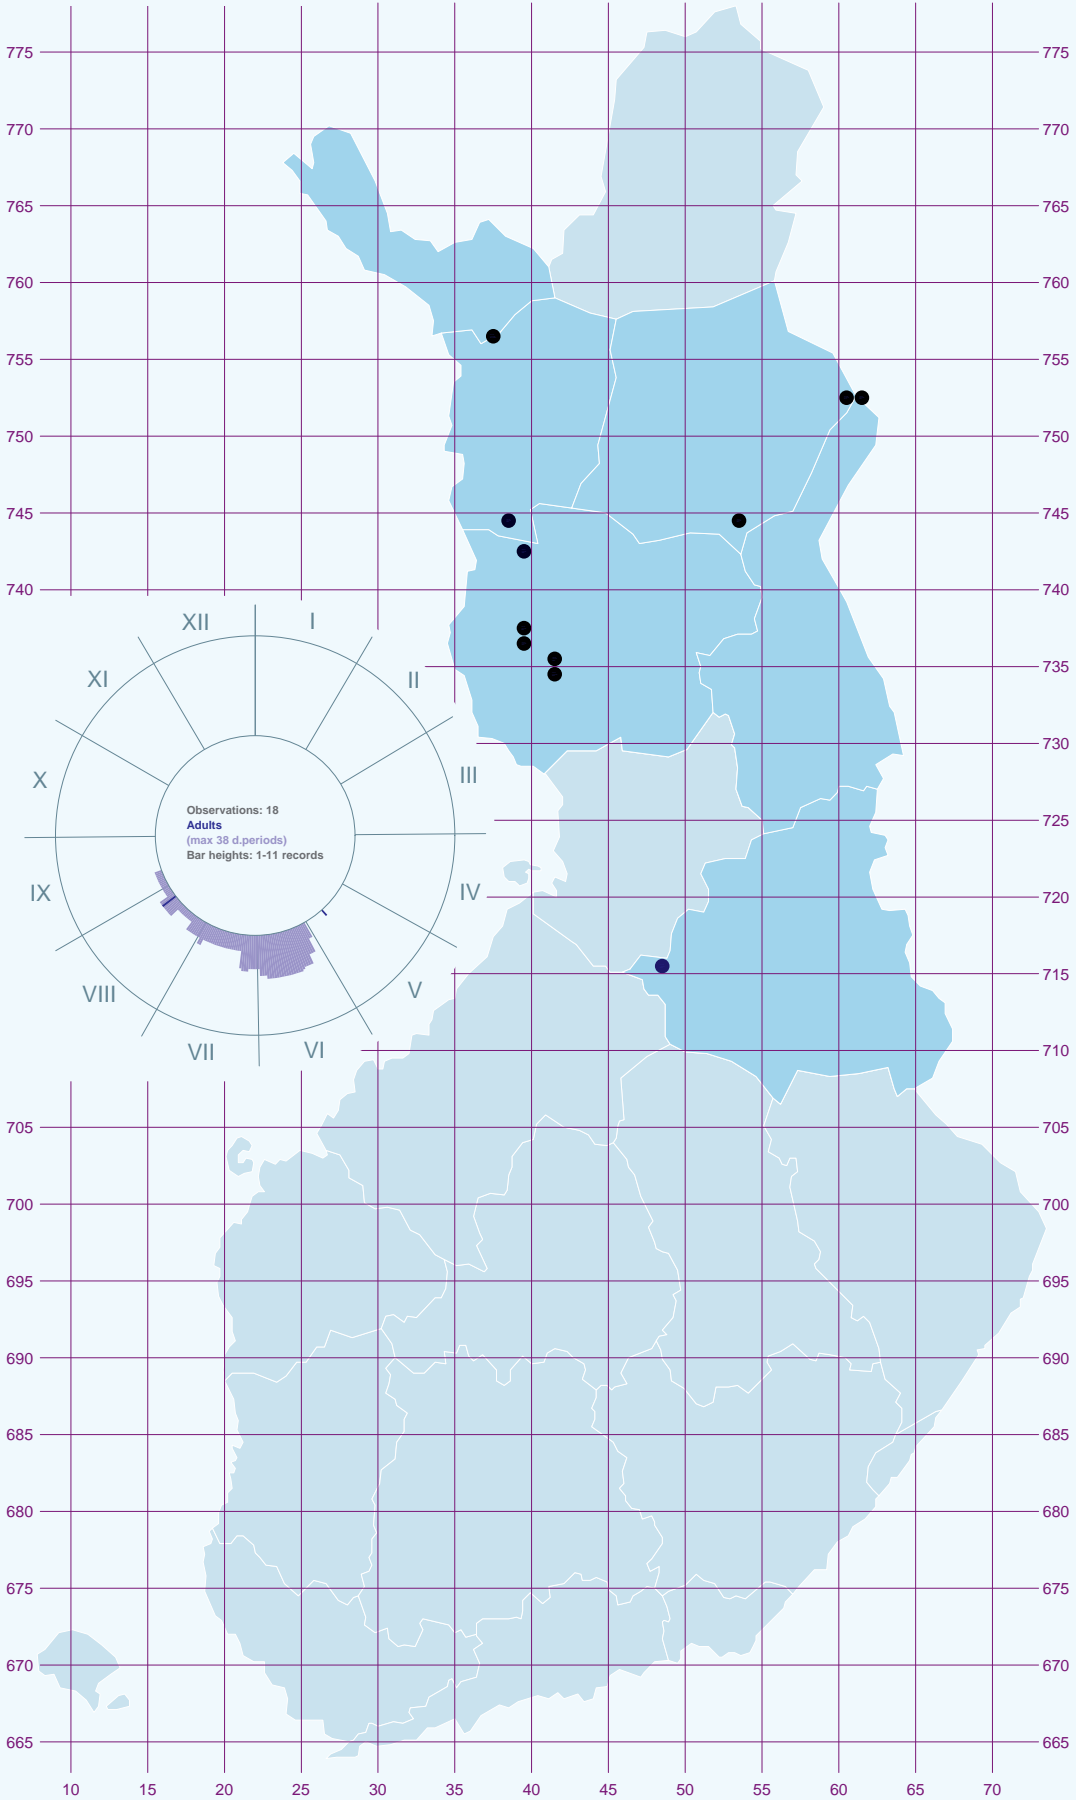 775 775
770 770
765 765
760 760
755 755
750 750
745 745
740 740
XII I
XI II
735 735
730 730
X III
Observations: 18
Adults
(max 38 d.periods)
Bar heights: 1-11 records
725 725
IX IV
720 720
VIII V
715 715
VII VI
710 710
705 705
700 700
695 695
690 690
685 685
680 680
675 675
670 670
665 665
10 15 20 25 30 35 40 45 50 55 60 65 70